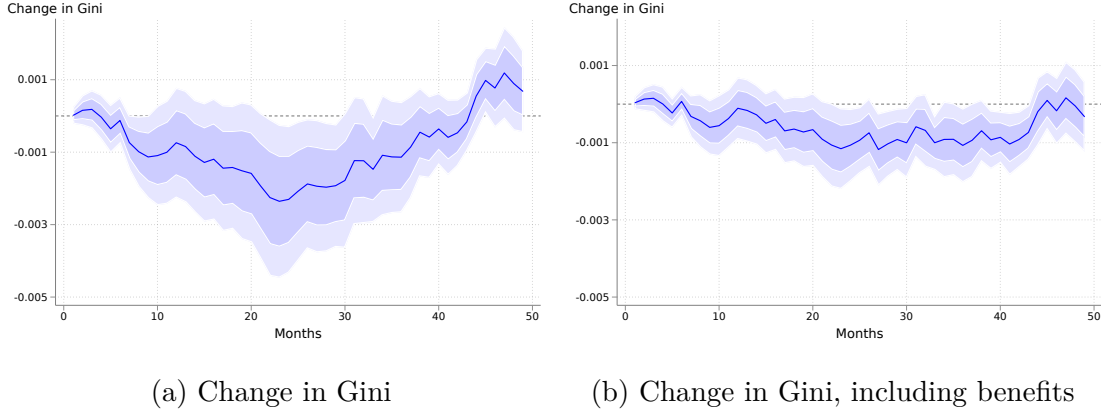 Change in Gini
0.001
-0.001
-0.003
-0.005
0 10 20 30 40 50
Months
(a) Change in Gini
Change in Gini
0.001
-0.001
-0.003
-0.005
0 10 20 30 40 50
Months
(b) Change in Gini, including benefits